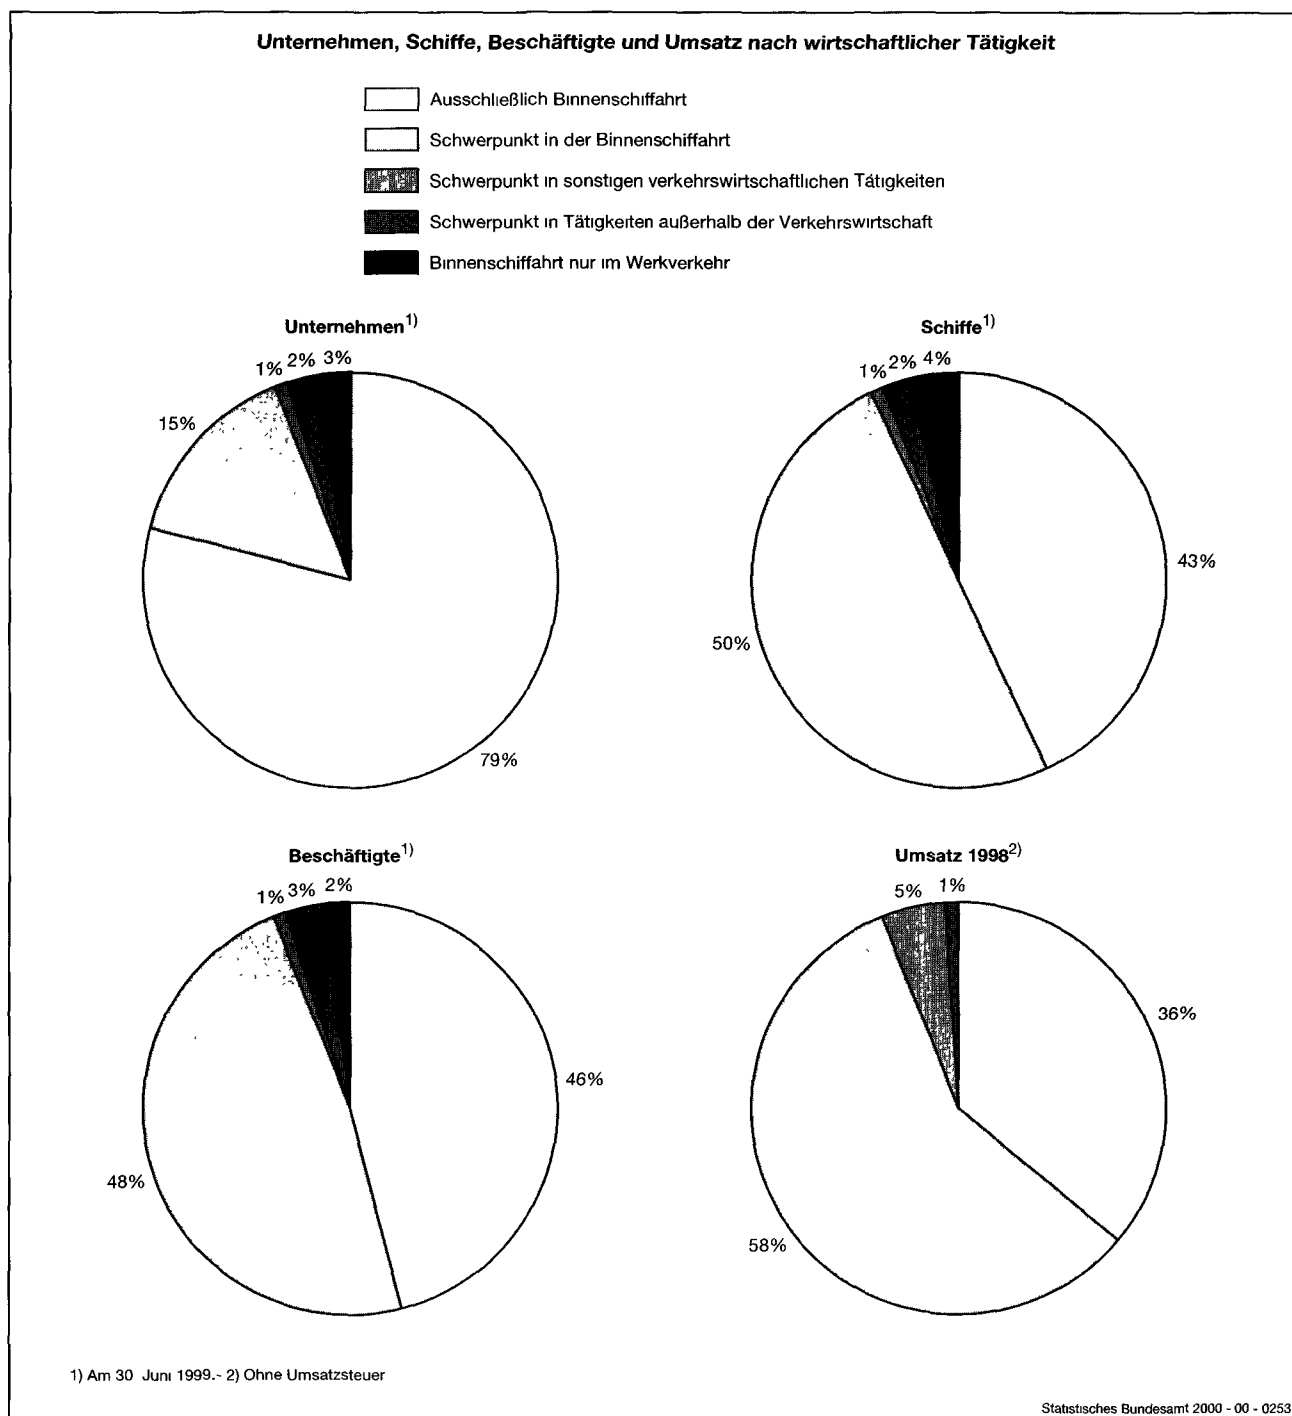 Unternehmen, Schiffe, Beschäftigte und Umsatz nach wirtschaftlicher Tätigkeit
Ausschließlich Binnenschiffahrt
Schwerpunkt in der Binnenschiffahrt
Schwerpunkt in sonstigen verkehrswirtschaftlichen Tätigkeiten
Schwerpunkt in Tätigkeiten außerhalb der Verkehrswirtschaft
Binnenschiffahrt nur im Werkverkehr
Unternehmen1)
1% 2% 3%
15%
79%
Schiffe1)
1% 2% 4%
43%
50%
Beschäftigte1)
1% 3% 2%
46%
48%
Umsatz 19982)
5% 1%
36%
58%
1) Am 30 Juni 1999.- 2) Ohne Umsatzsteuer
Statistisches Bundesamt 2000 - 00 - 0253